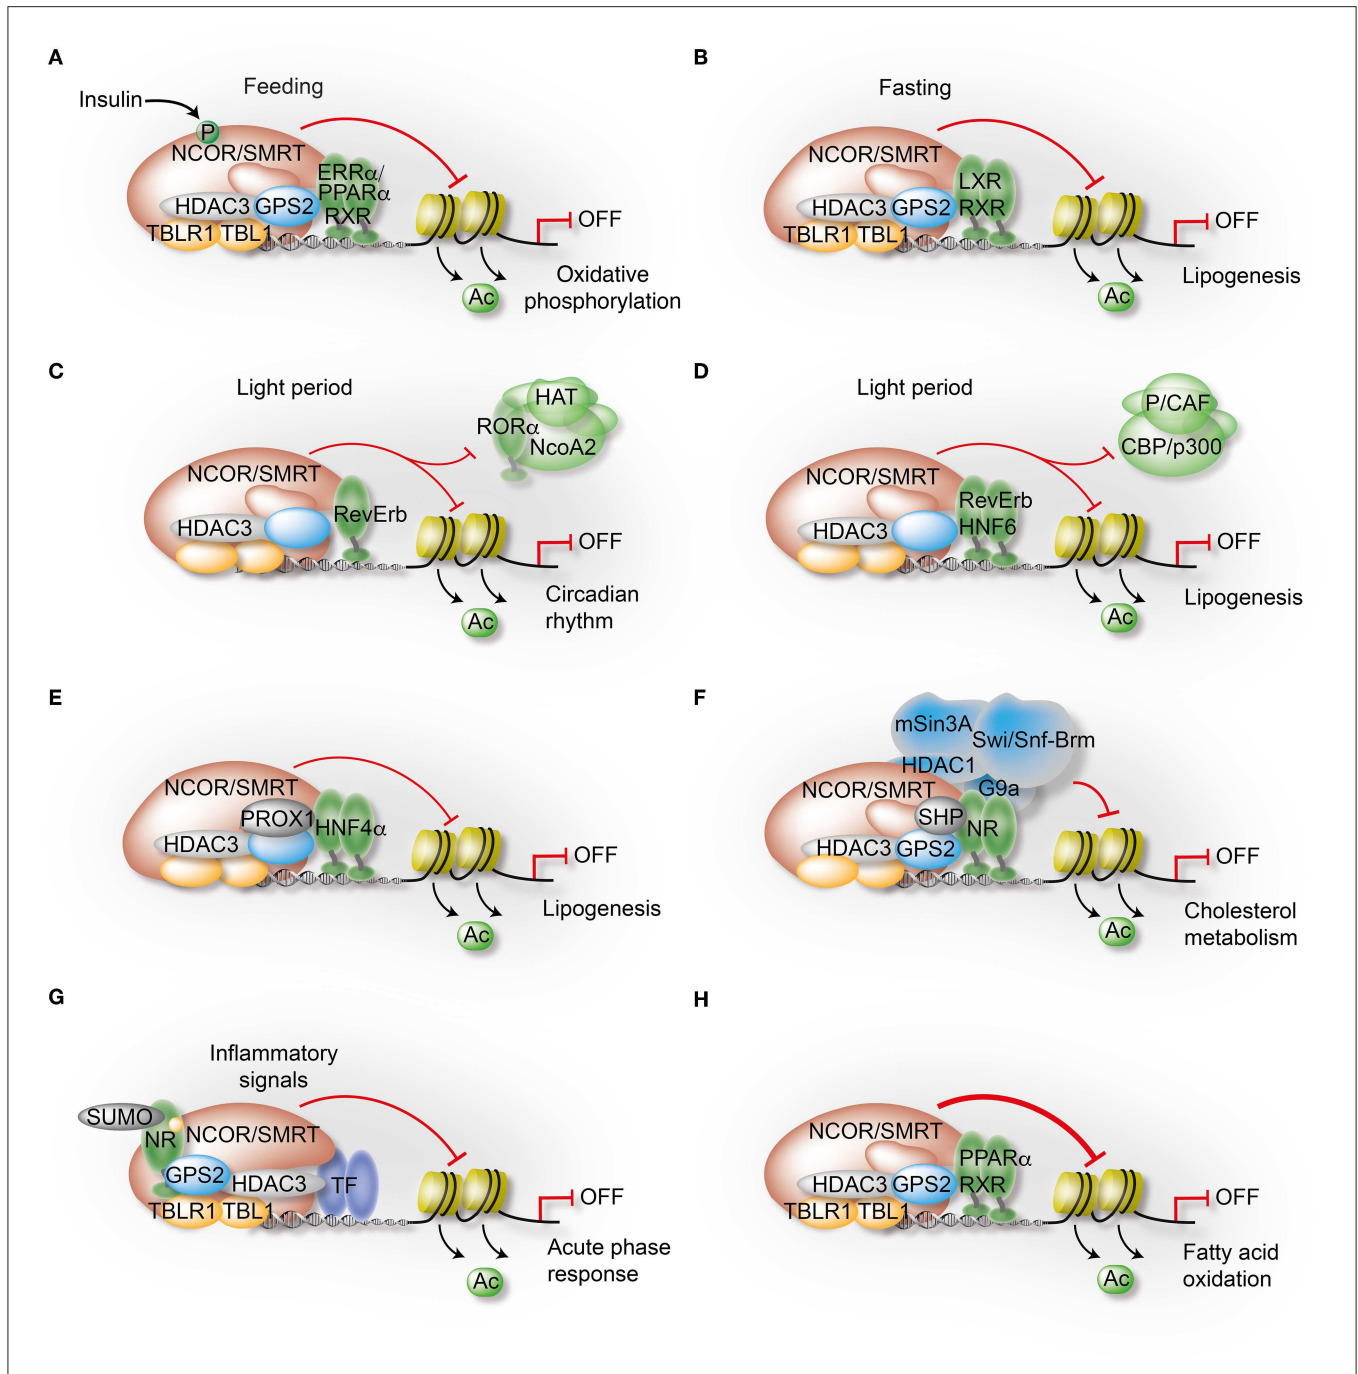 A
Feeding
Insulin
P
NCOR/SMRT
ERRα/
PPARα
RXR
HDAC3
GPS2
TBLR1
TBL1
OFF
Ac
Oxidative
phosphorylation
B
Fasting
NCOR/SMRT
LXR
RXR
HDAC3
GPS2
TBLR1
TBL1
OFF
Ac
Lipogenesis
C
Light period
HAT
RORα
NcoA2
NCOR/SMRT
RevErb
HDAC3
OFF
Ac
Circadian
rhythm
D
Light period
P/CAF
CBP/p300
NCOR/SMRT
RevErb
HNF6
HDAC3
OFF
Ac
Lipogenesis
E
NCOR/SMRT
PROX1
HNF4α
HDAC3
OFF
Ac
Lipogenesis
F
mSin3A
Swi/Snf-Brm
HDAC1
G9a
NCOR/SMRT
SHP
NR
HDAC3
GPS2
OFF
Ac
Cholesterol
metabolism
G
Inflammatory
signals
SUMO
NR
NCOR/SMRT
GPS2
HDAC3
TF
TBLR1
TBL1
OFF
Ac
Acute phase
response
H
NCOR/SMRT
PPARα
RXR
HDAC3
GPS2
TBLR1
TBL1
OFF
Ac
Fatty acid
oxidation